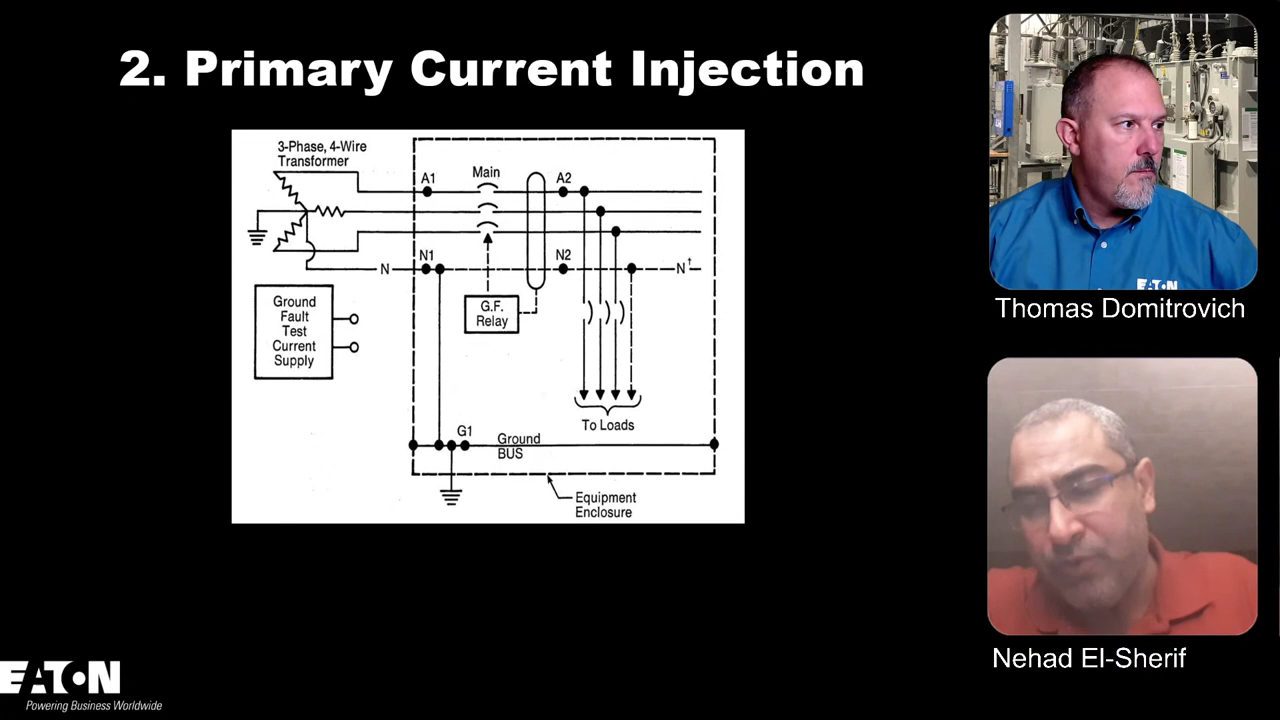 2. Primary Current Injection
3-Phase, 4-Wire
Transformer
A1
Main
A2
N
N1
N2
N†
G.F.
Relay
Ground
Fault
Test
Current
Supply
To Loads
G1
Ground
BUS
Equipment
Enclosure
EATON
Thomas Domitrovich
Nehad El-Sherif
EATON
Powering Business Worldwide